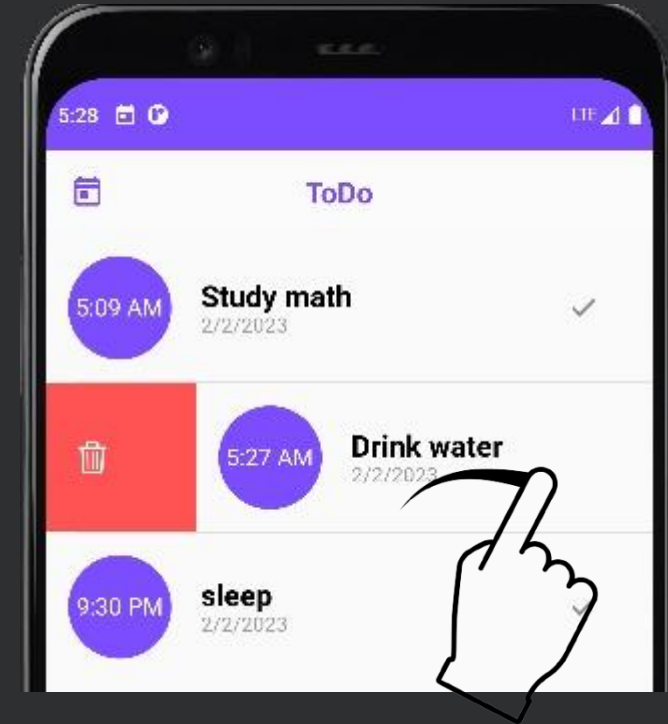 5:28
LTE
ToDo
5:09 AM
Study math
2/2/2023
5:27 AM
Drink water
2/2/2023
9:30 PM
sleep
2/2/2023